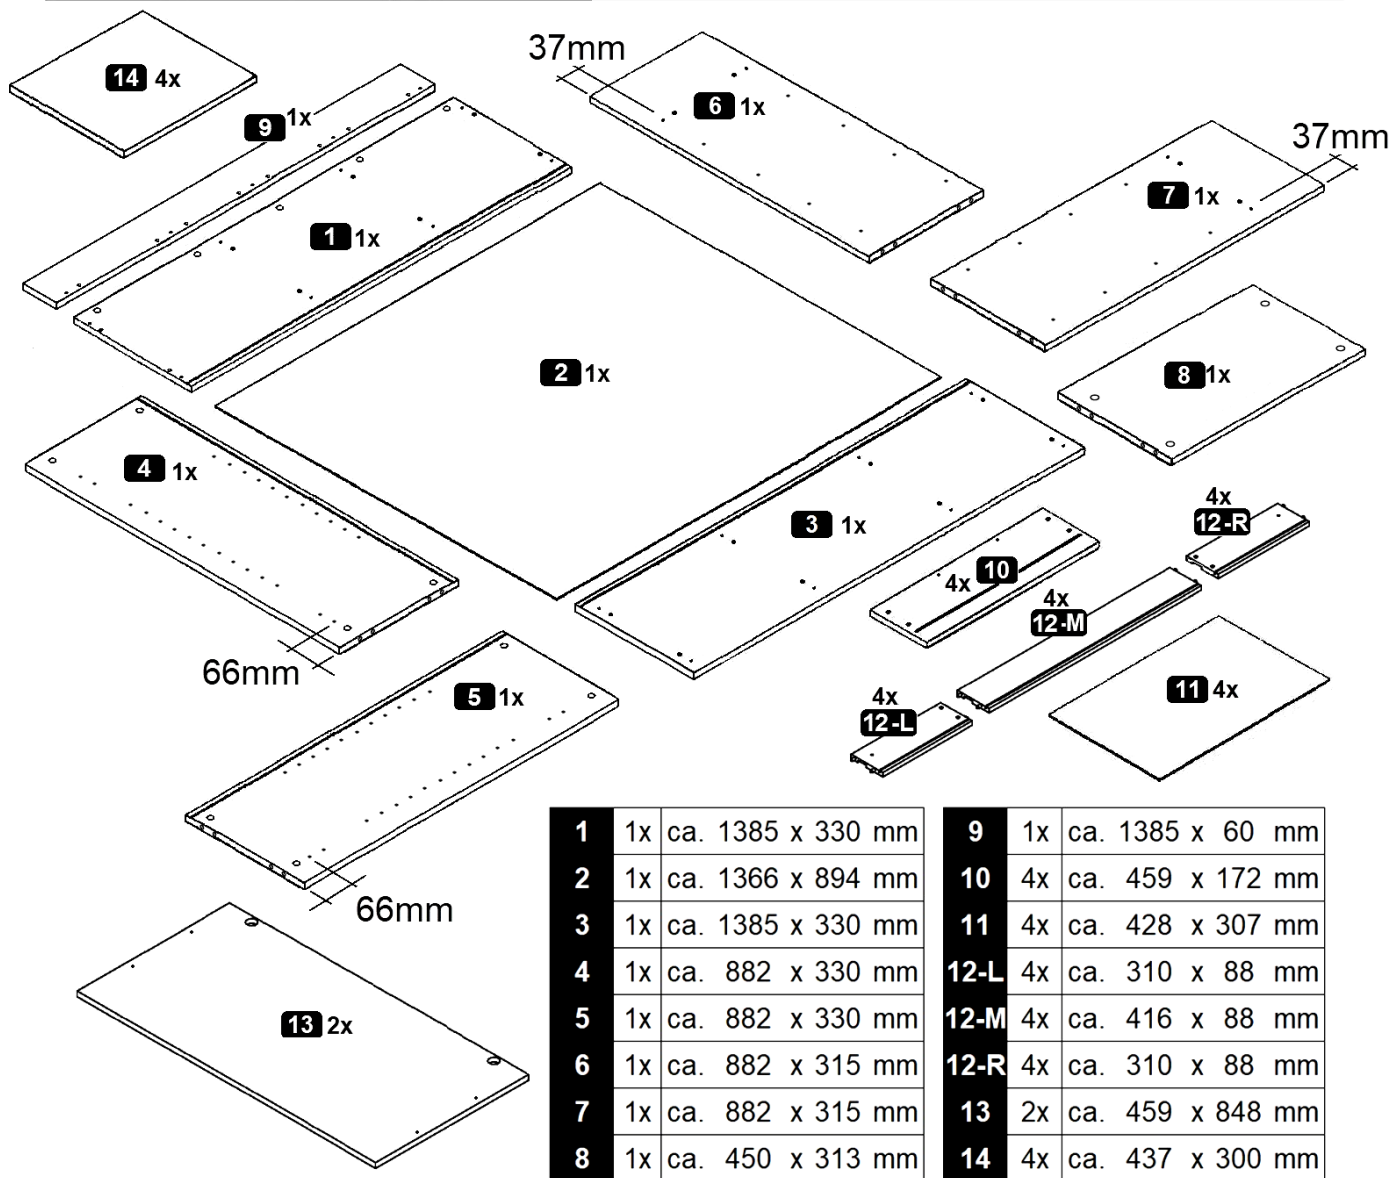 14 4x
9 1x
1 1x
37mm
6 1x
37mm
7 1x
2 1x
8 1x
4 1x
3 1x
4x
12-R
4x 10
4x
12-M
66mm
5 1x
4x
12-L
11 4x
66mm
13 2x
1 1x ca. 1385 x 330 mm
2 1x ca. 1366 x 894 mm
3 1x ca. 1385 x 330 mm
4 1x ca. 882 x 330 mm
5 1x ca. 882 x 330 mm
6 1x ca. 882 x 315 mm
7 1x ca. 882 x 315 mm
8 1x ca. 450 x 313 mm
9 1x ca. 1385 x 60 mm
10 4x ca. 459 x 172 mm
11 4x ca. 428 x 307 mm
12-L 4x ca. 310 x 88 mm
12-M 4x ca. 416 x 88 mm
12-R 4x ca. 310 x 88 mm
13 2x ca. 459 x 848 mm
14 4x ca. 437 x 300 mm